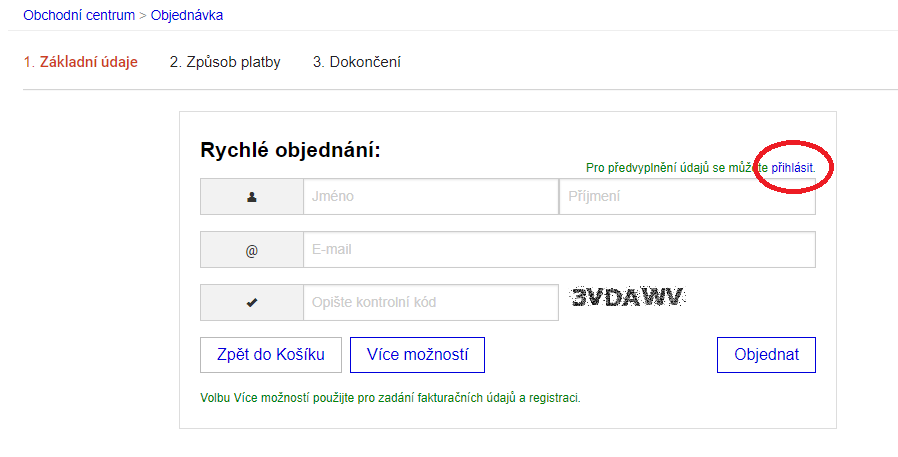 Obchodní centrum > Objednávka
1. Základní údaje 2. Způsob platby 3. Dokončení
Rychlé objednání:
Pro předvyplnění údajů se můžete přihlásit.
Jméno Příjmení
@ E-mail
Opište kontrolní kód 3VDAWV
Zpět do Košíku Více možností Objednat
Volbu Více možností použijte pro zadání fakturačních údajů a registraci.